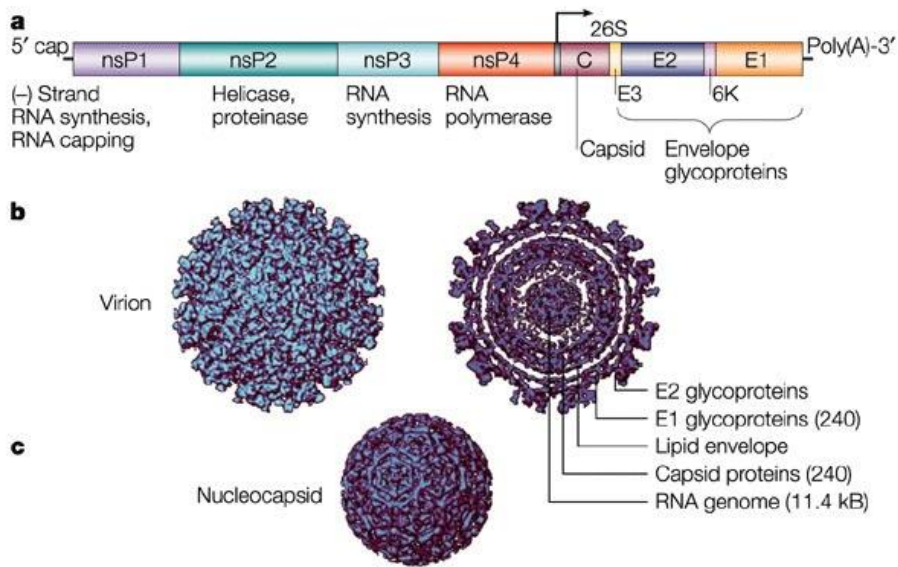 a
26S
5′ cap
nsP1
nsP2
nsP3
nsP4
C
E2
E1
Poly(A)-3′
(–) Strand
RNA synthesis,
RNA capping
Helicase,
proteinase
RNA
synthesis
RNA
polymerase
E3
6K
Capsid
Envelope
glycoproteins
b
Virion
E2 glycoproteins
E1 glycoproteins (240)
Lipid envelope
Capsid proteins (240)
RNA genome (11.4 kB)
c
Nucleocapsid